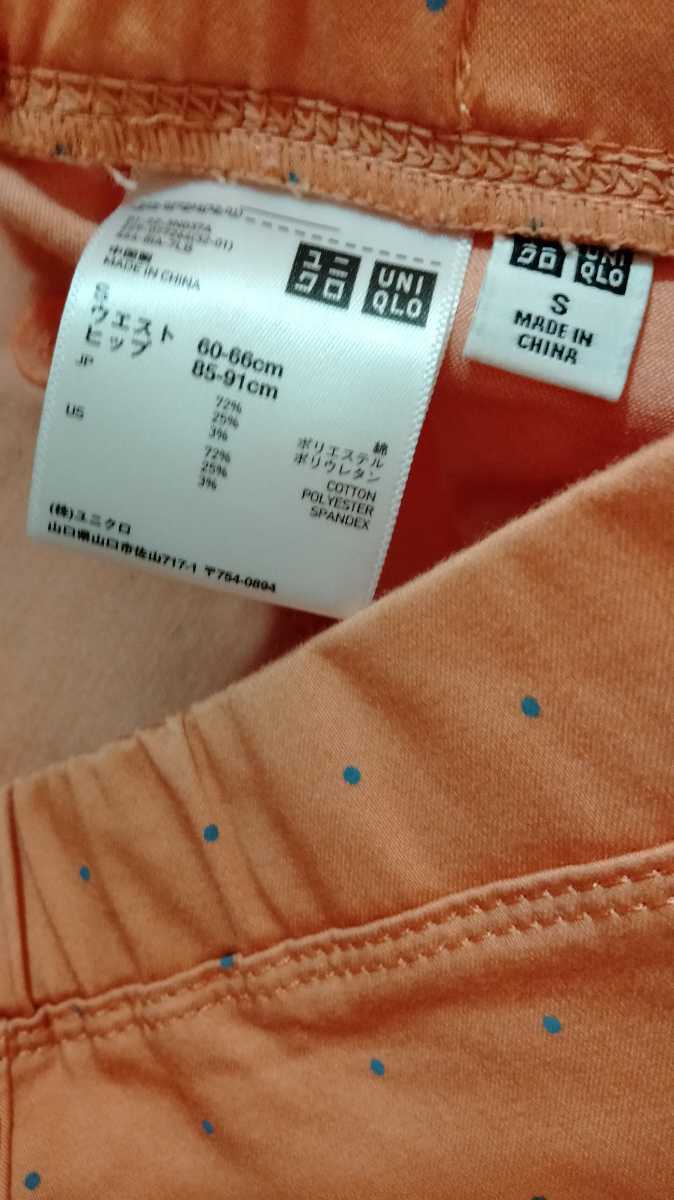 中国製
MADE IN CHINA
ユニ
クロ
UNI
QLO
S
ウエスト 60-66cm
ヒップ 85-91cm
JP
72% 綿
25% ポリエステル
3% ポリウレタン
US
72% COTTON
25% POLYESTER
3% SPANDEX
(株)ユニクロ
山口県山口市佐山717-1 〒754-0894
ユニ
クロ
UNI
QLO
S
MADE IN
CHINA